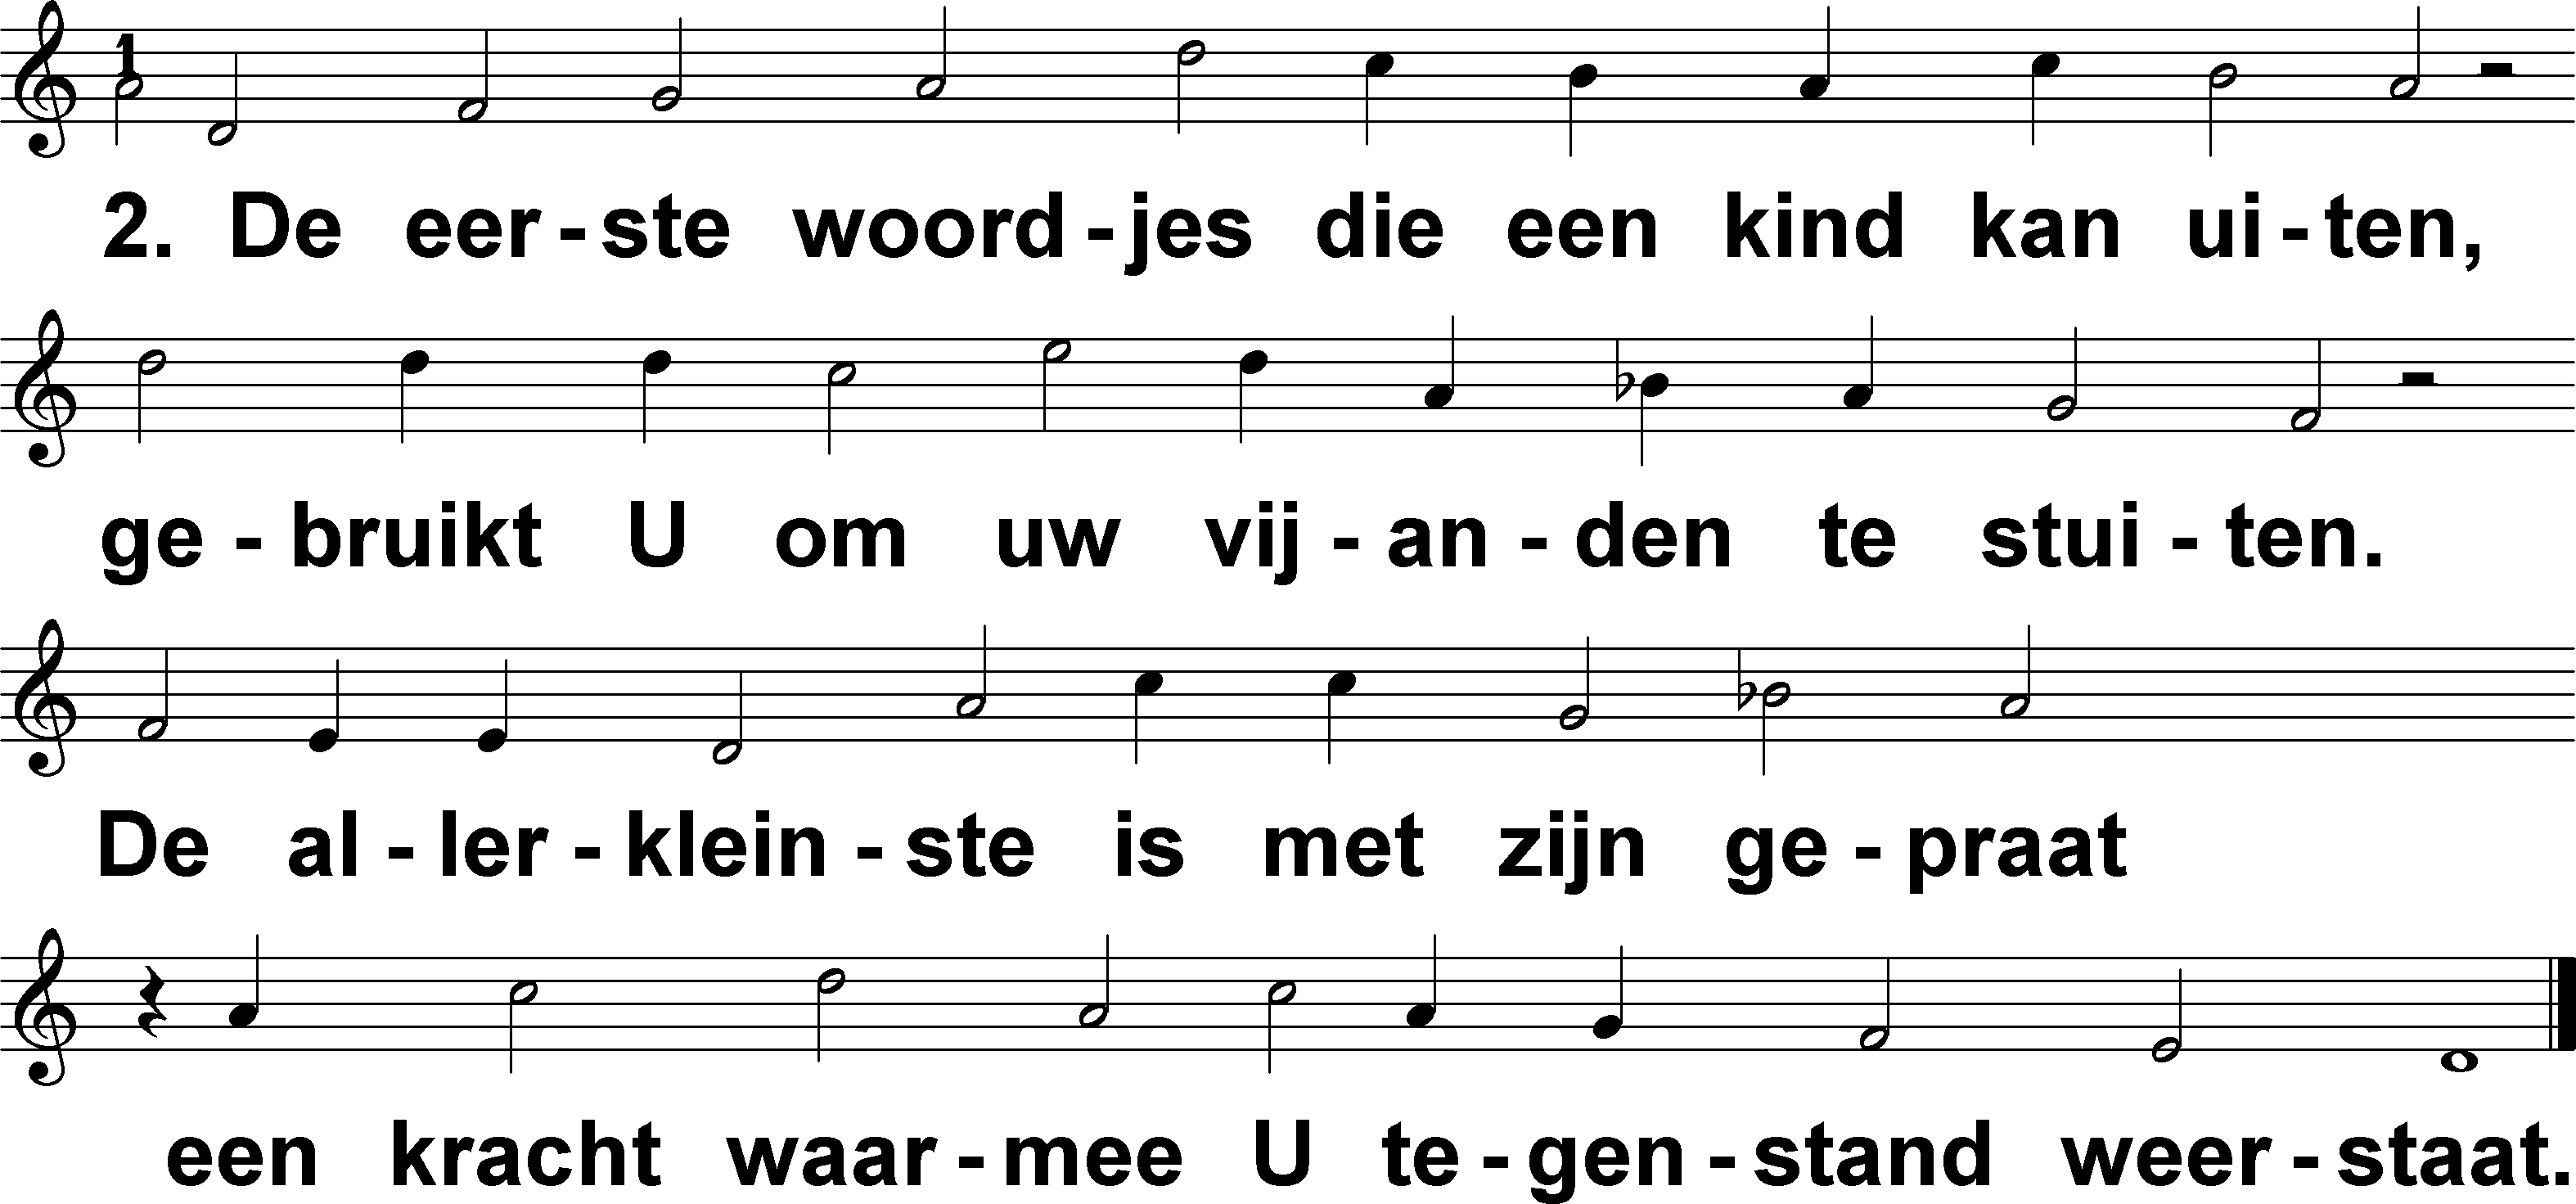 1
2. De eer-ste woord-jes die een kind kan ui-ten,
ge-bruikt U om uw vij-an-den te stui-ten.
De al-ler-klein-ste is met zijn ge-praat
een kracht waar-mee U te-gen-stand weer-staat.